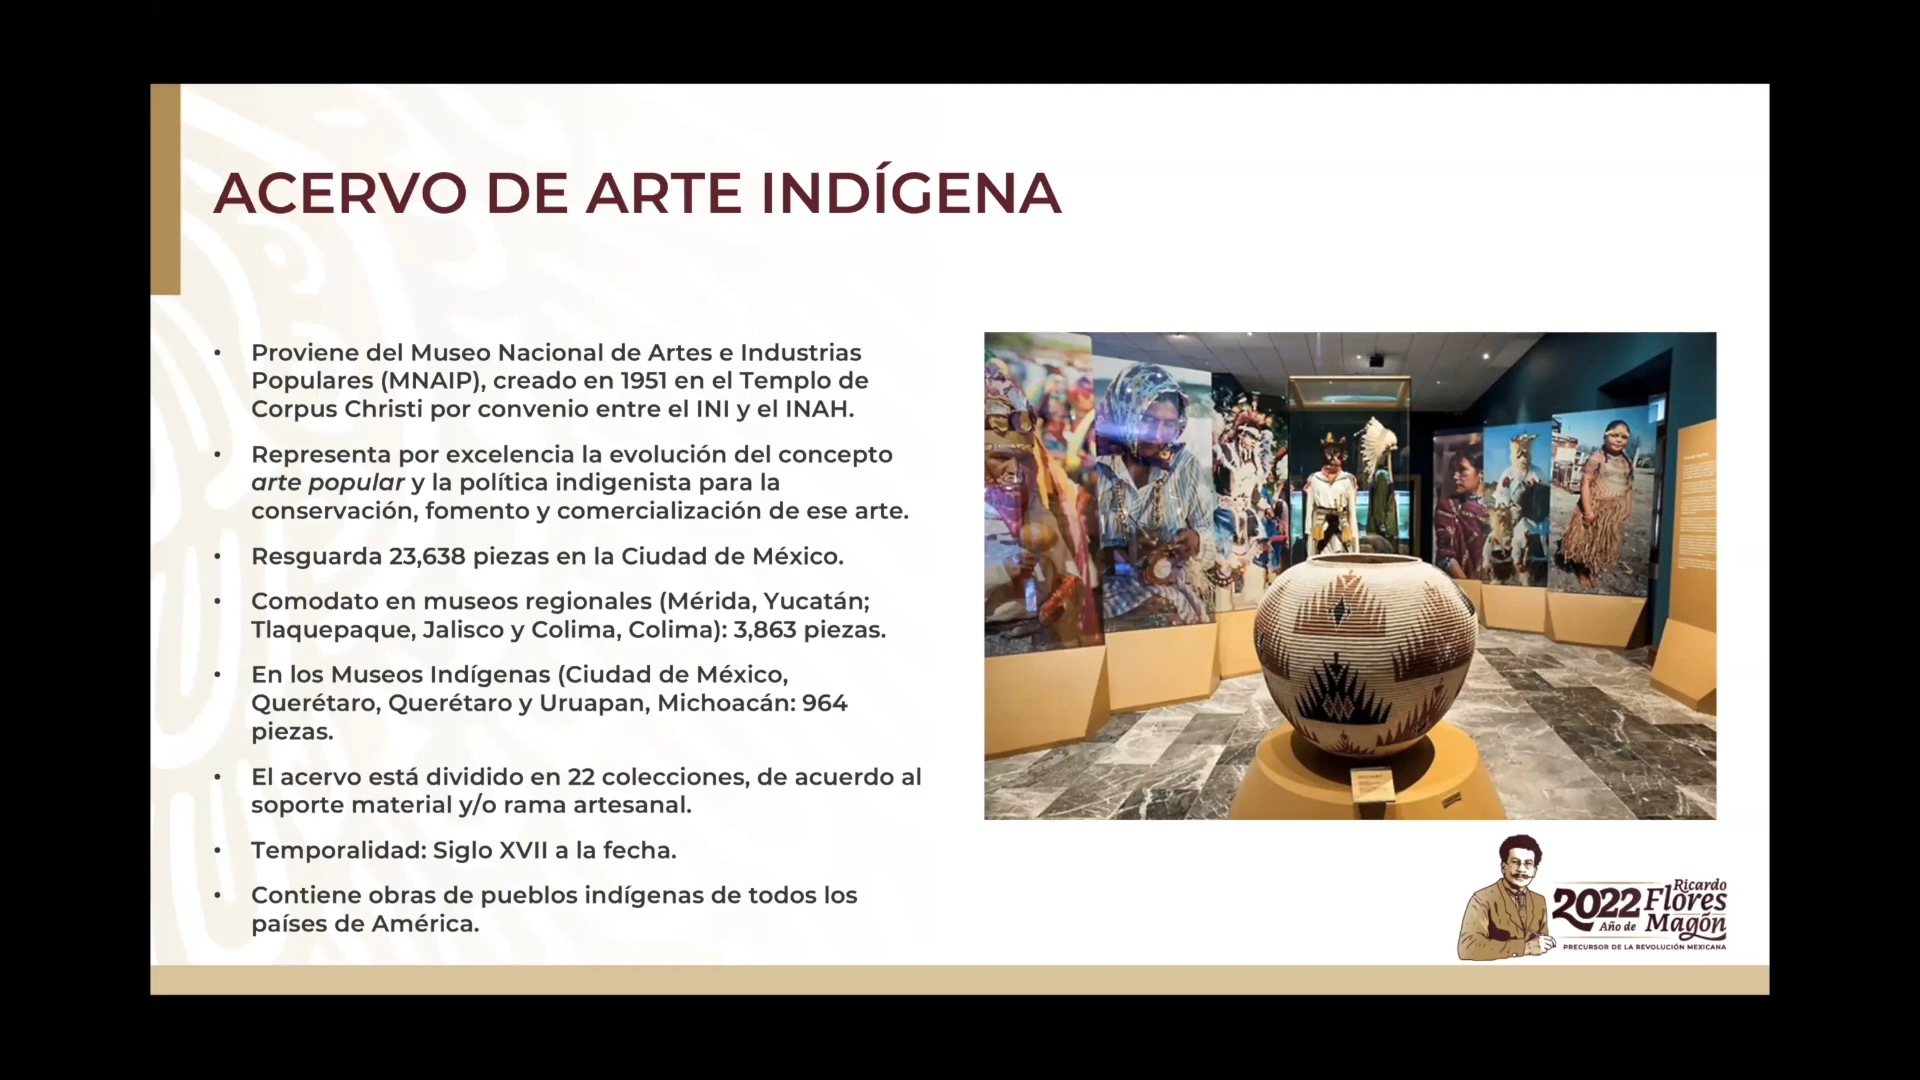 ACERVO DE ARTE INDÍGENA
• Proviene del Museo Nacional de Artes e Industrias
Populares (MNAIP), creado en 1951 en el Templo de
Corpus Christi por convenio entre el INI y el INAH.
• Representa por excelencia la evolución del concepto
arte popular y la política indigenista para la
conservación, fomento y comercialización de ese arte.
• Resguarda 23,638 piezas en la Ciudad de México.
• Comodato en museos regionales (Mérida, Yucatán;
Tlaquepaque, Jalisco y Colima, Colima): 3,863 piezas.
• En los Museos Indígenas (Ciudad de México,
Querétaro, Querétaro y Uruapan, Michoacán: 964
piezas.
• El acervo está dividido en 22 colecciones, de acuerdo al
soporte material y/o rama artesanal.
• Temporalidad: Siglo XVII a la fecha.
• Contiene obras de pueblos indígenas de todos los
países de América.
2022 Ricardo
Flores
Año de Magón
PRECURSOR DE LA REVOLUCIÓN MEXICANA